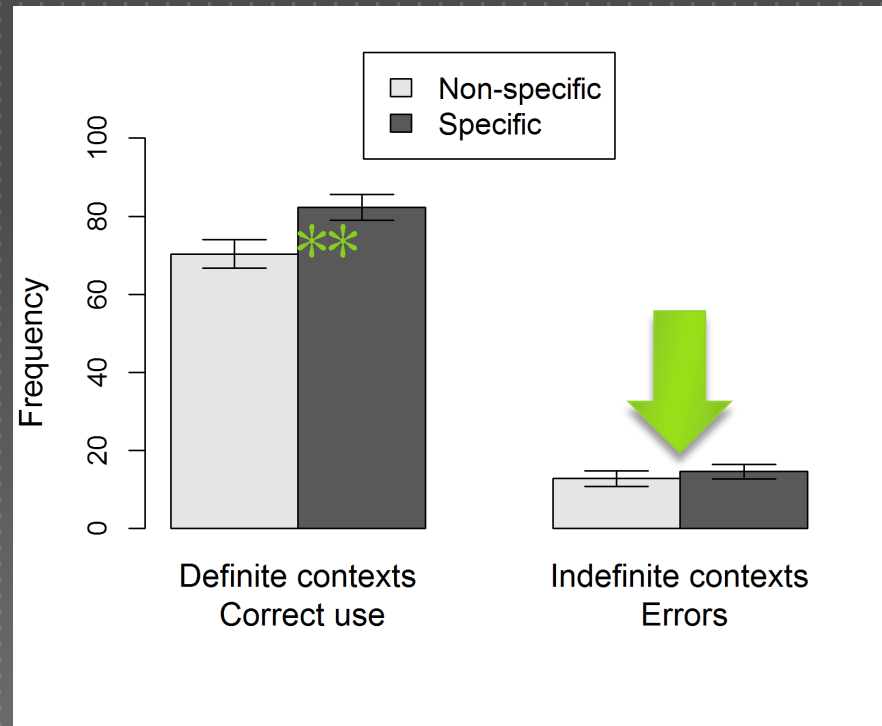 Non-specific
Specific
Frequency
100
80
60
40
20
0
**
Definite contexts
Correct use
Indefinite contexts
Errors